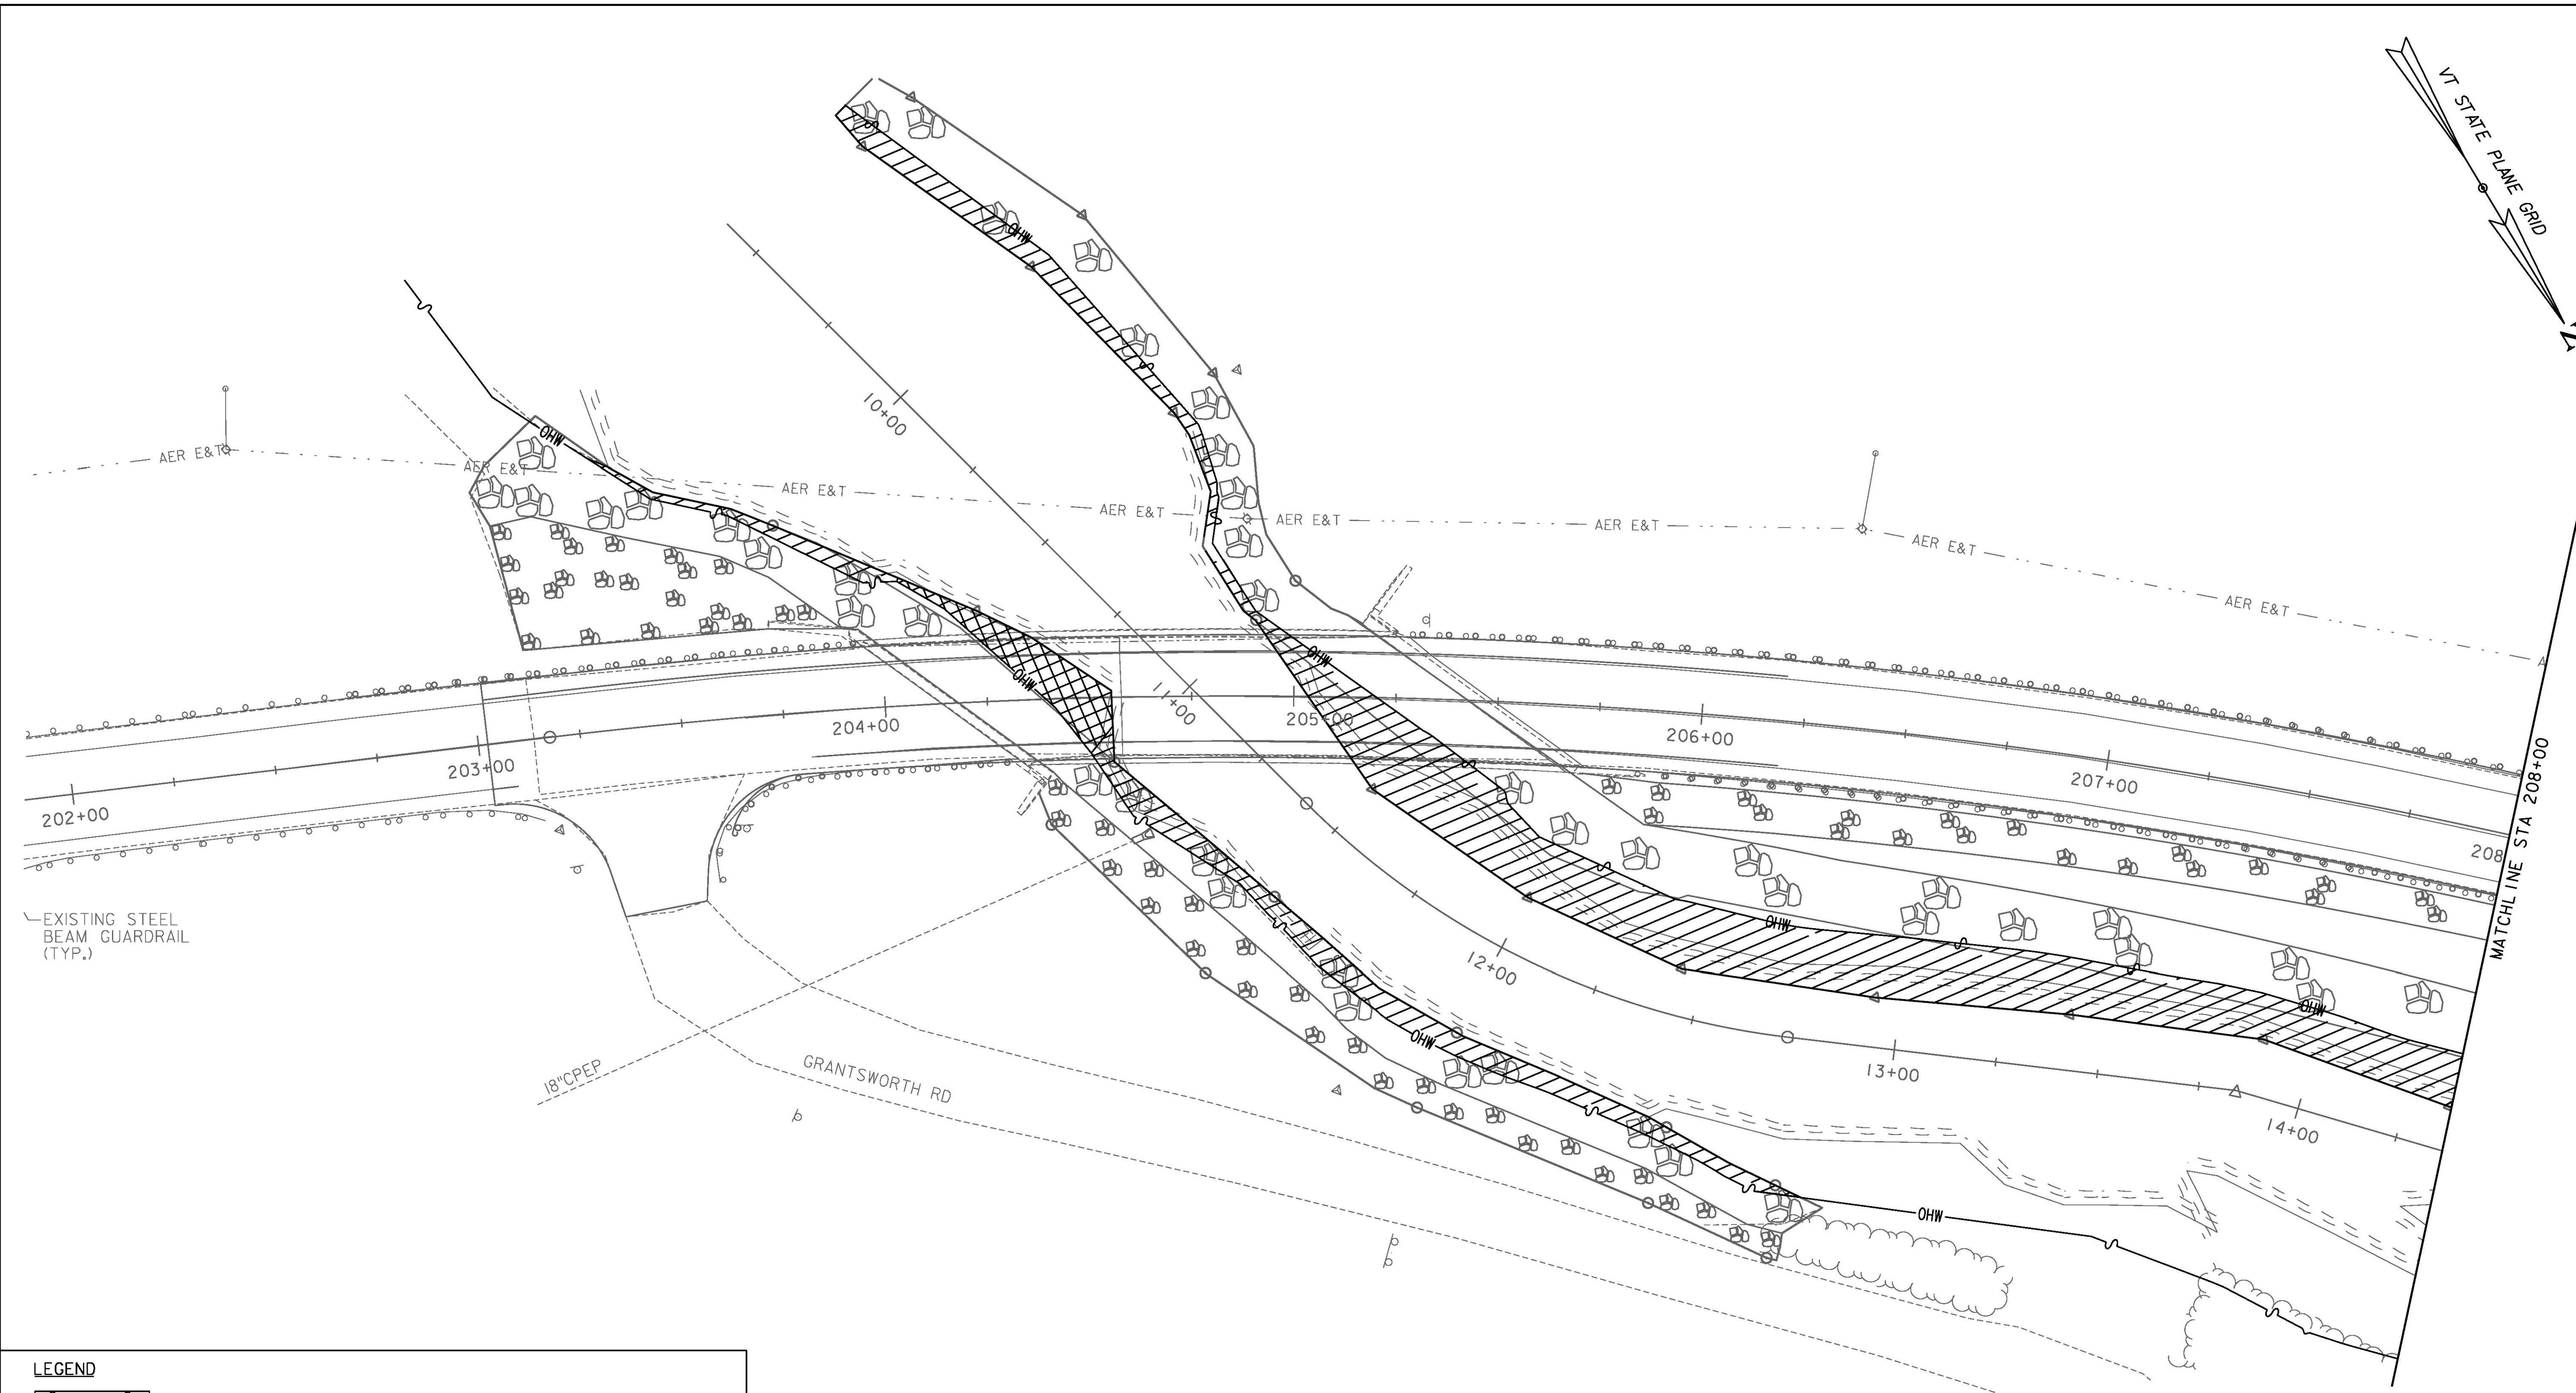 VT STATE PLANE GRID
N
OHW
10+00
OHW
AER E&T
AER E&T
AER E&T
AER E&T
AER E&T
AER E&T
AER E&T
AER E&T
A
OHW
OHW
11+00
204+00
205+00
206+00
203+00
207+00
202+00
208
MATCHLINE STA 208+00
EXISTING STEEL
BEAM GUARDRAIL
(TYP.)
OHW
12+00
OHW
OHW
18"CPEP
GRANTSWORTH RD
13+00
14+00
OHW
LEGEND